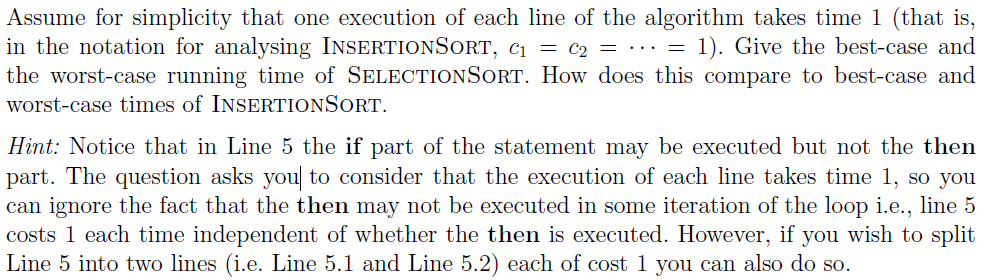 Assume for simplicity that one execution of each line of the algorithm takes time 1 (that is,
in the notation for analysing INSERTIONSORT, c₁ = c₂ = ··· = 1). Give the best-case and
the worst-case running time of SELECTIONSORT. How does this compare to best-case and
worst-case times of INSERTIONSORT.
Hint: Notice that in Line 5 the if part of the statement may be executed but not the then
part. The question asks you to consider that the execution of each line takes time 1, so you
can ignore the fact that the then may not be executed in some iteration of the loop i.e., line 5
costs 1 each time independent of whether the then is executed. However, if you wish to split
Line 5 into two lines (i.e. Line 5.1 and Line 5.2) each of cost 1 you can also do so.